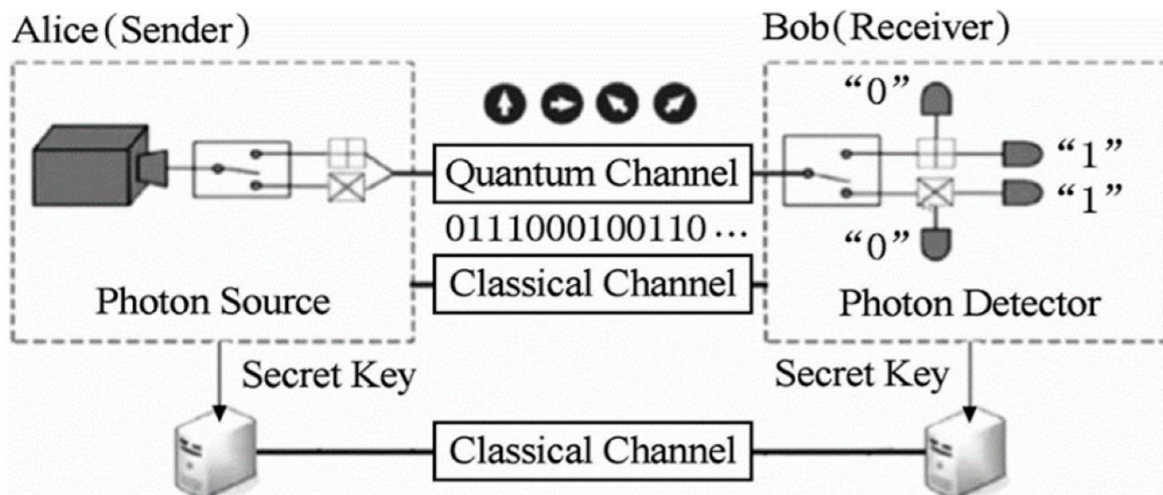 Alice(Sender)
Bob(Receiver)
“0”
“1”
Quantum Channel
“1”
0111000100110 ...
“0”
Classical Channel
Photon Source
Photon Detector
Secret Key
Secret Key
Classical Channel